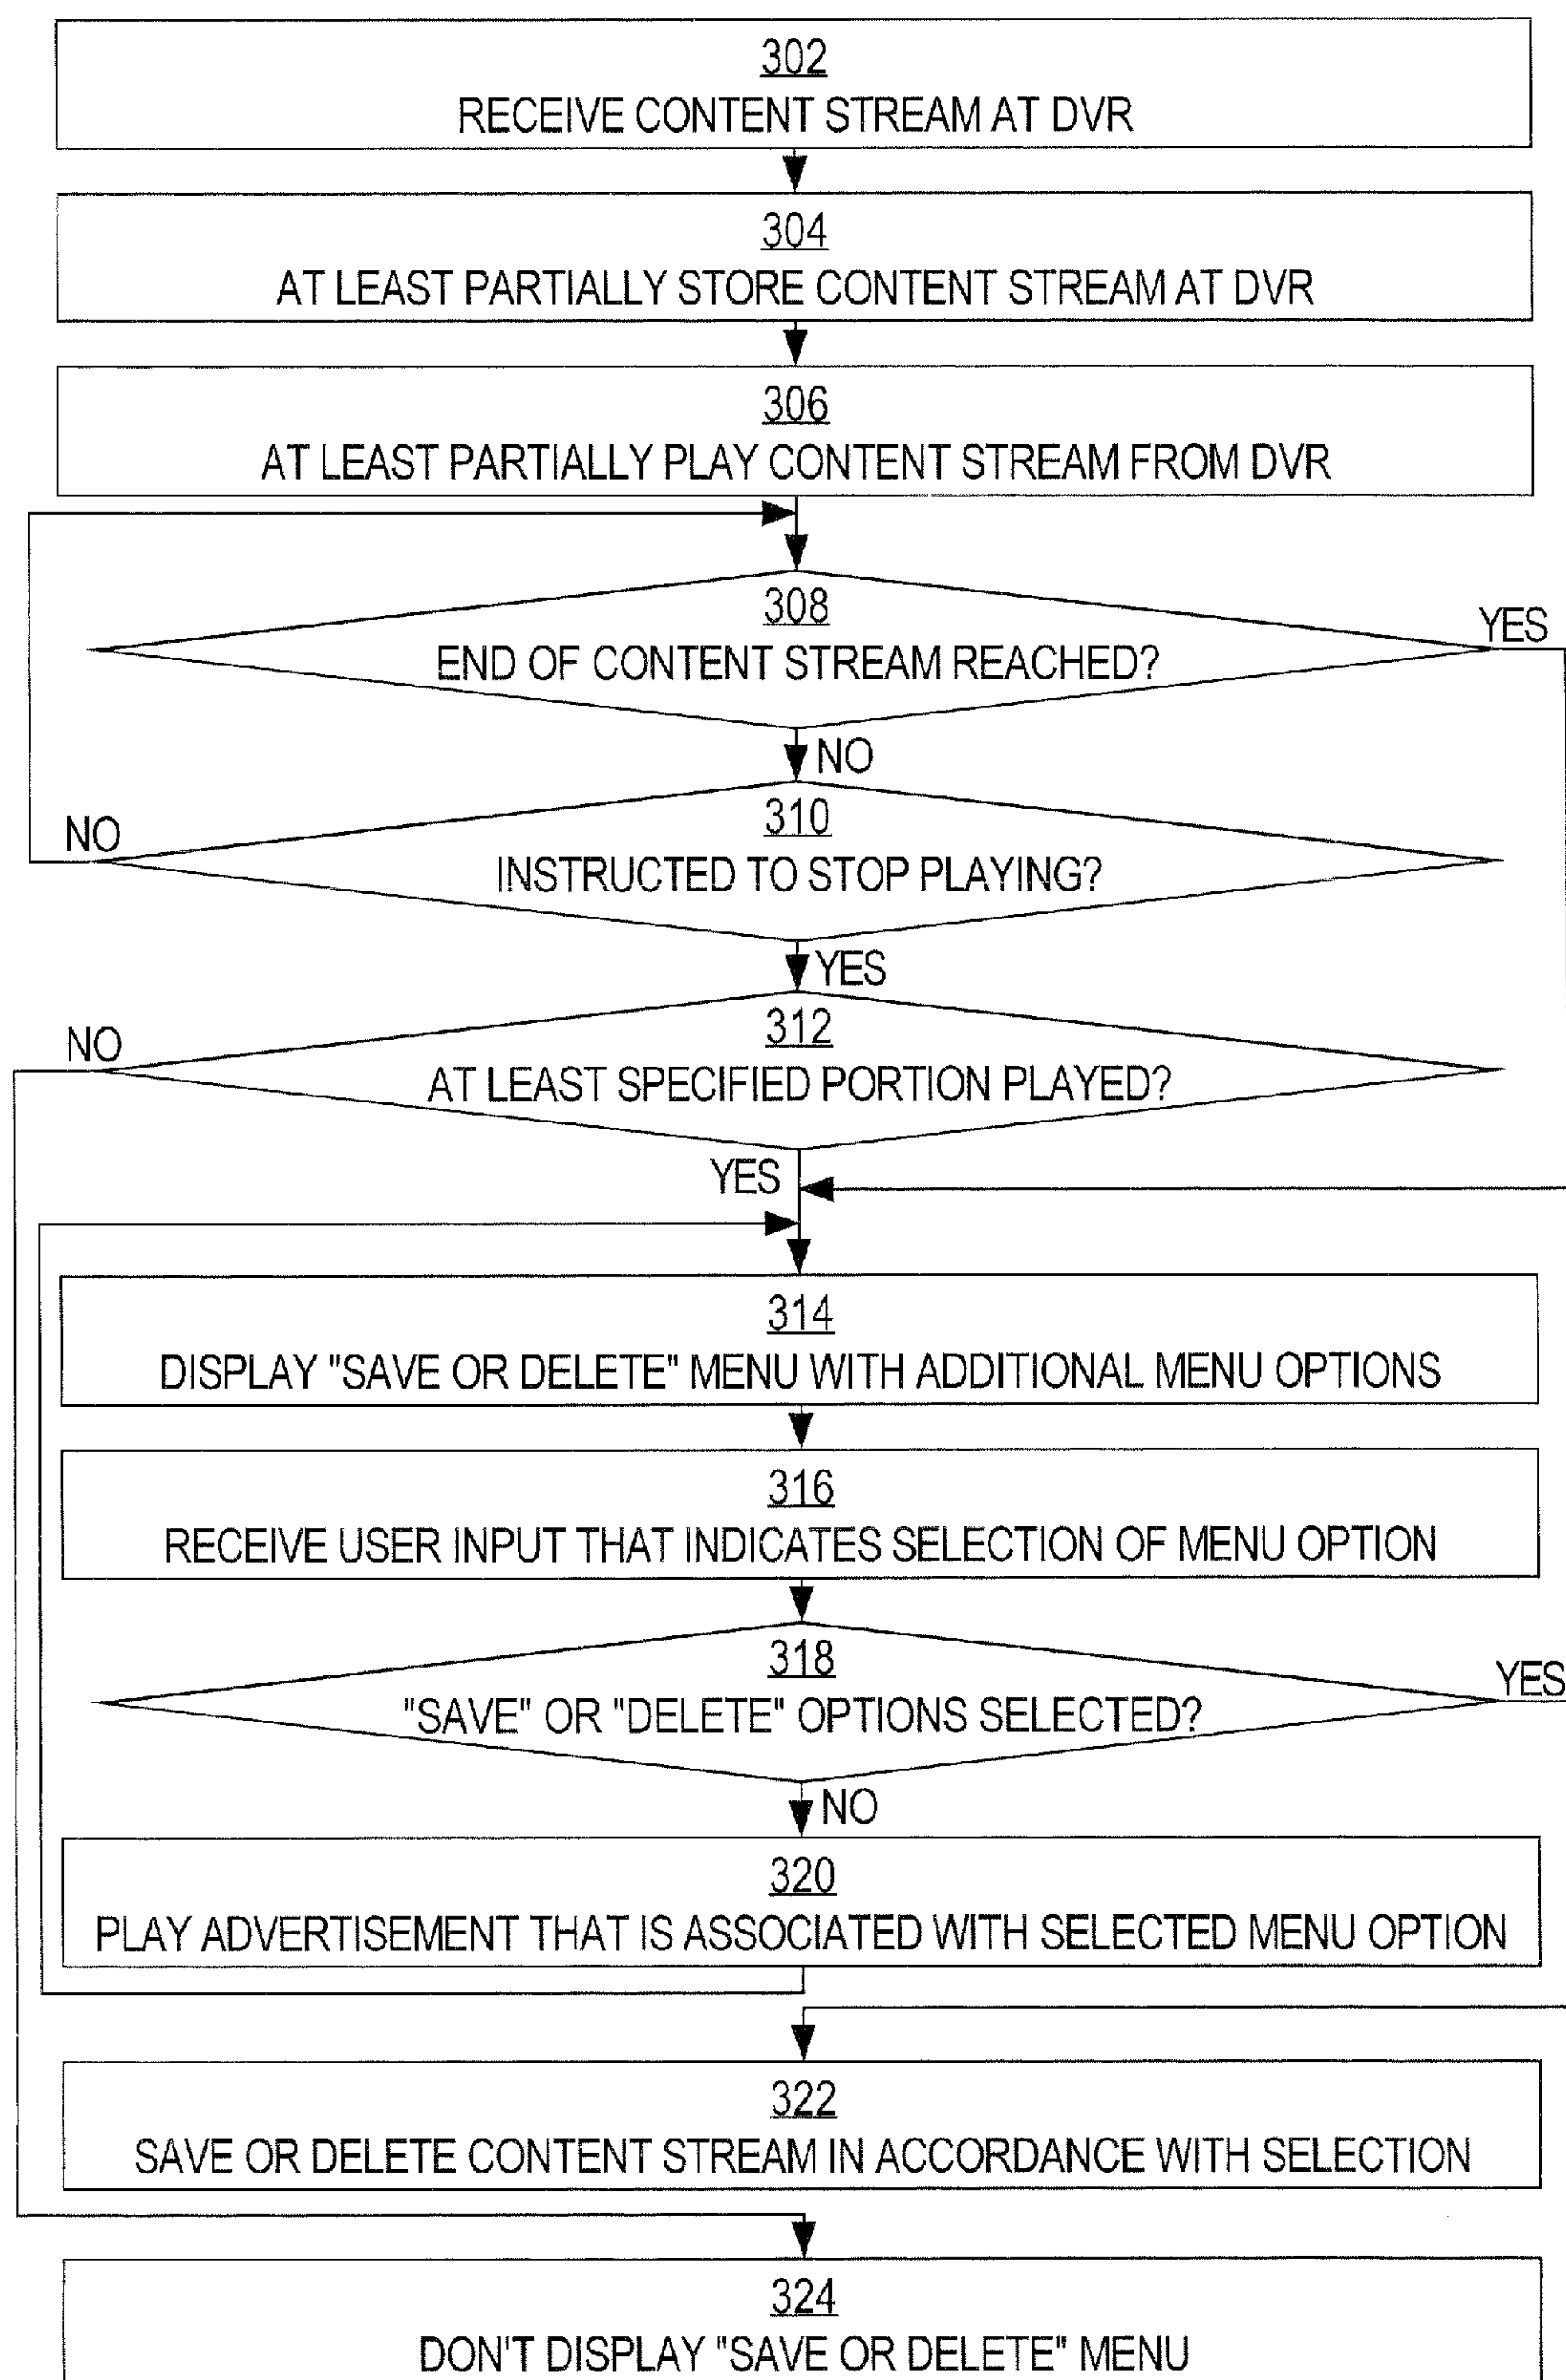 302
RECEIVE CONTENT STREAM AT DVR
304
AT LEAST PARTIALLY STORE CONTENT STREAM AT DVR
306
AT LEAST PARTIALLY PLAY CONTENT STREAM FROM DVR
308
YES
END OF CONTENT STREAM REACHED?
NO
310
NO
INSTRUCTED TO STOP PLAYING?
YES
312
NO
AT LEAST SPECIFIED PORTION PLAYED?
YES
314
DISPLAY "SAVE OR DELETE" MENU WITH ADDITIONAL MENU OPTIONS
316
RECEIVE USER INPUT THAT INDICATES SELECTION OF MENU OPTION
318
YES
"SAVE" OR "DELETE" OPTIONS SELECTED?
NO
320
PLAY ADVERTISEMENT THAT IS ASSOCIATED WITH SELECTED MENU OPTION
322
SAVE OR DELETE CONTENT STREAM IN ACCORDANCE WITH SELECTION
324
DON'T DISPLAY "SAVE OR DELETE" MENU